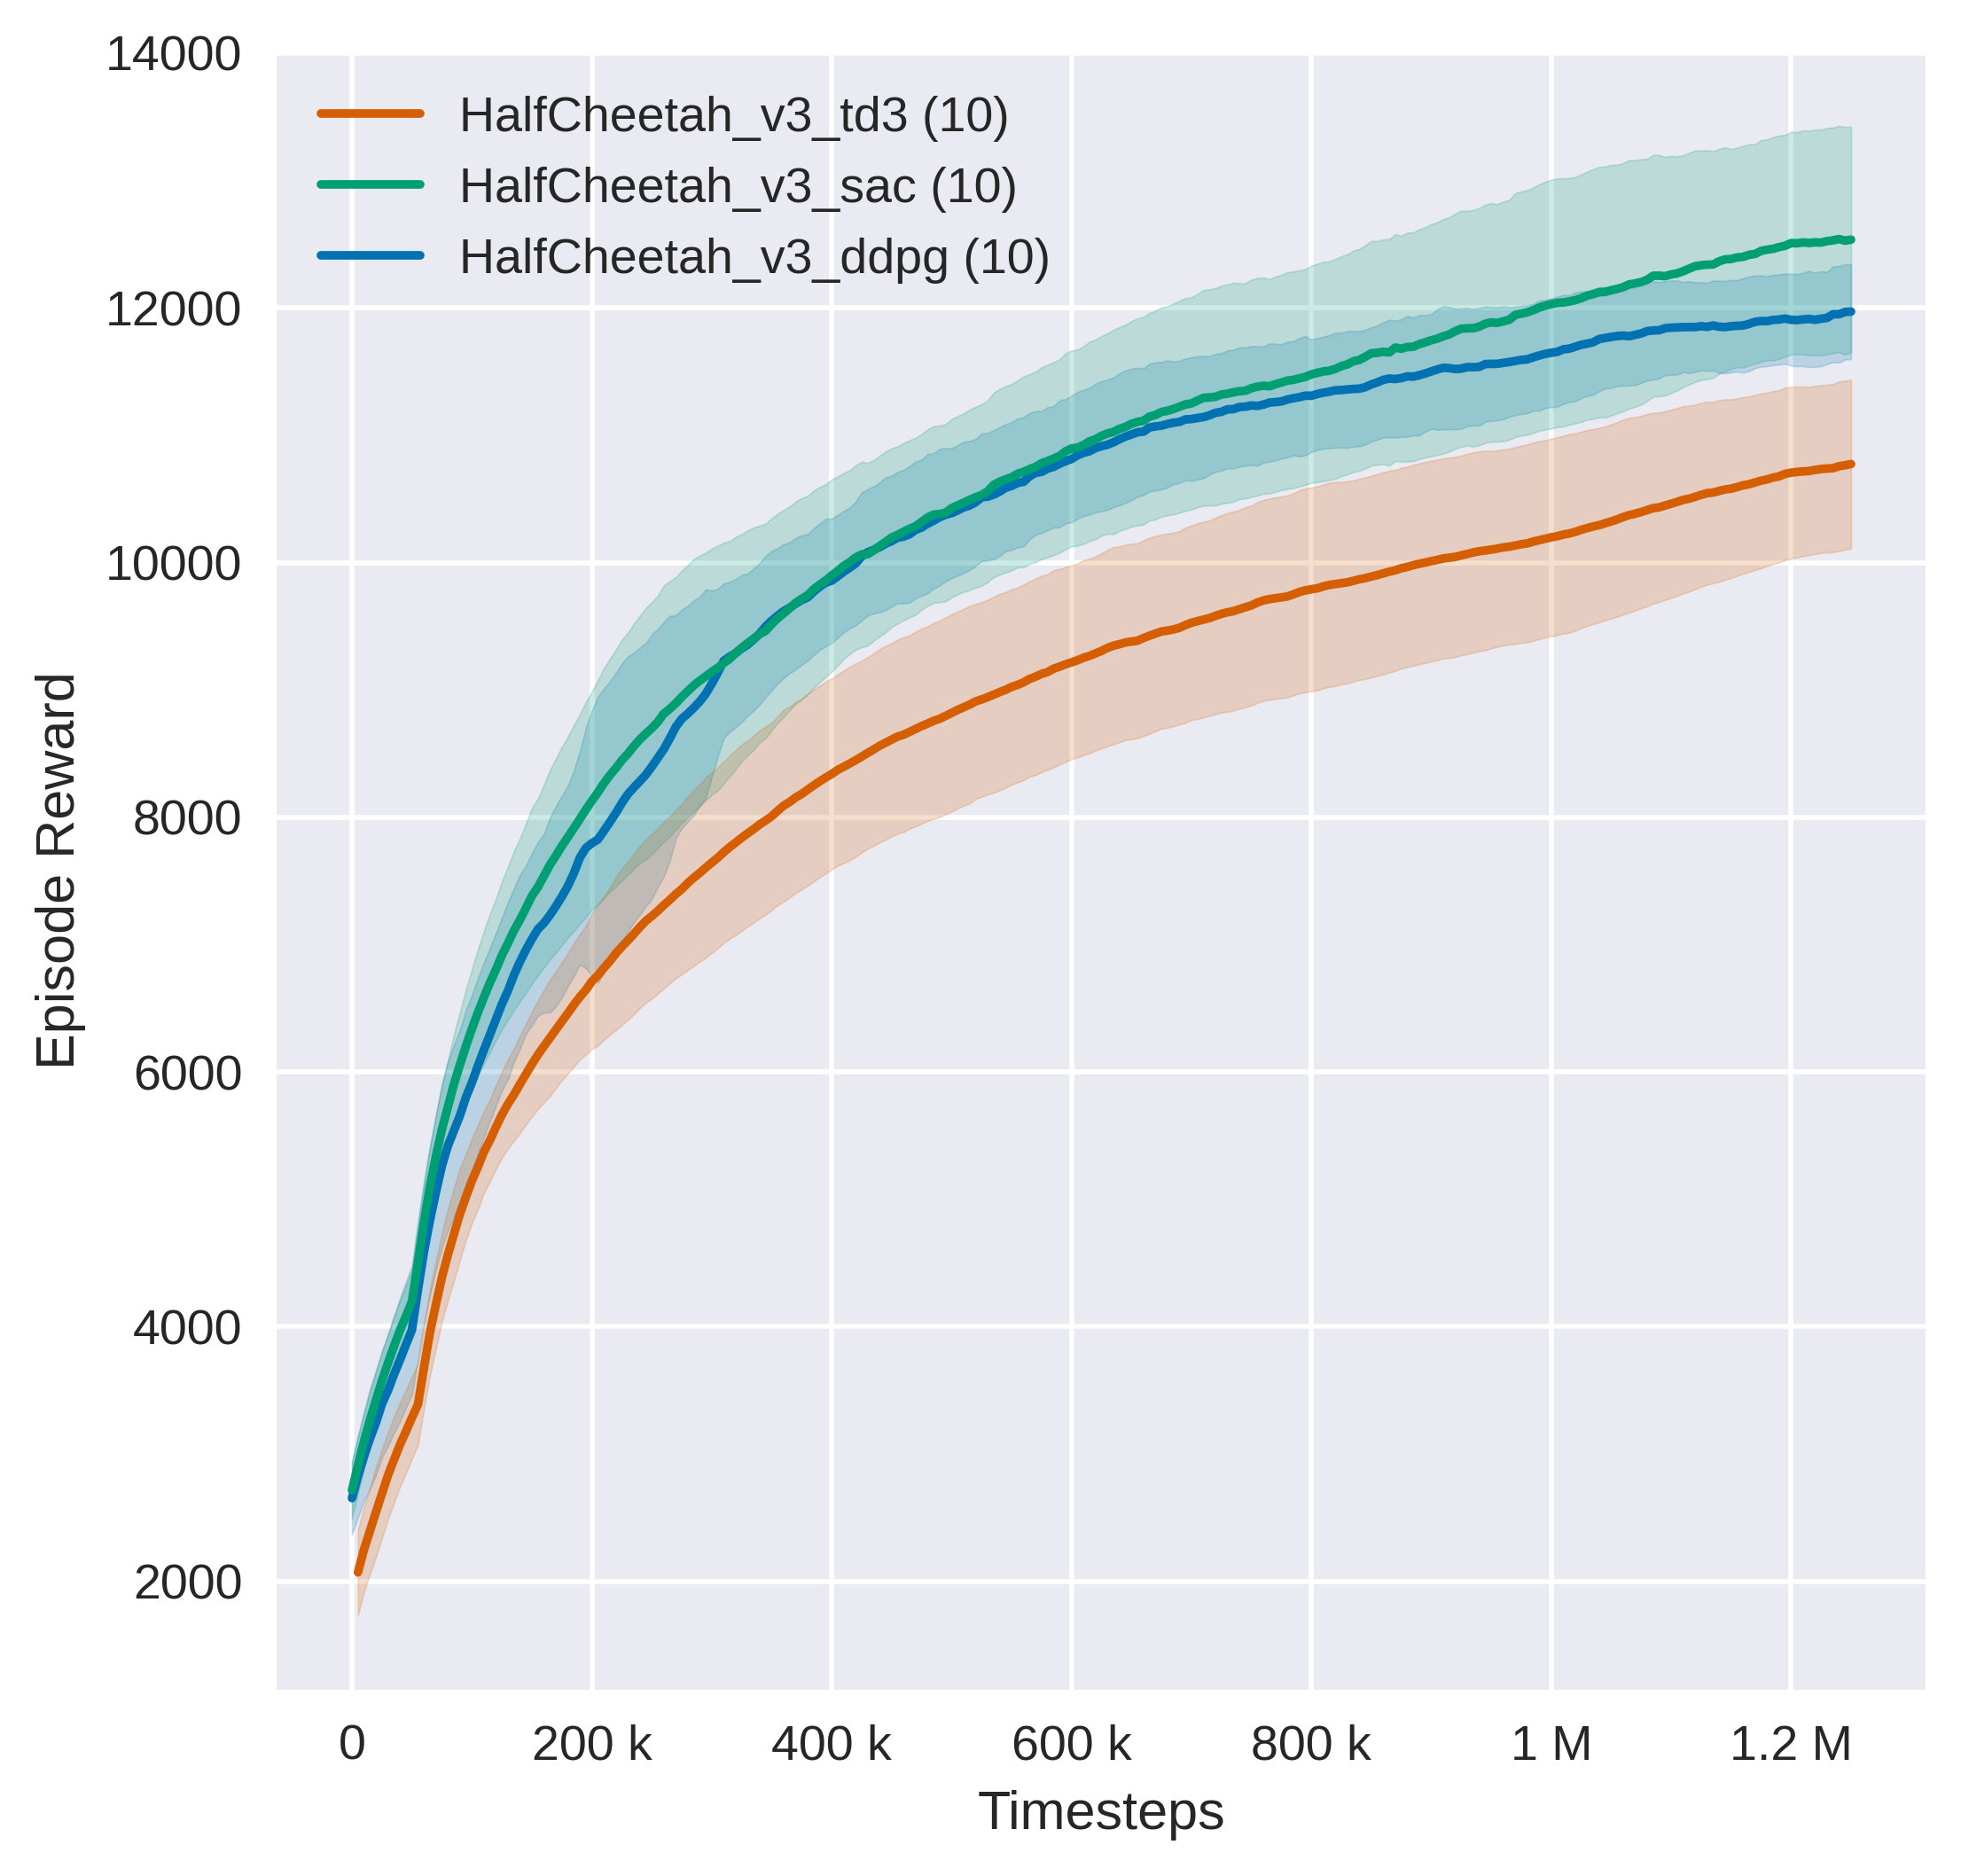 14000
12000
10000
8000
6000
4000
2000
Episode Reward
HalfCheetah_v3_td3 (10)
HalfCheetah_v3_sac (10)
HalfCheetah_v3_ddpg (10)
0 200 k 400 k 600 k 800 k 1 M 1.2 M
Timesteps